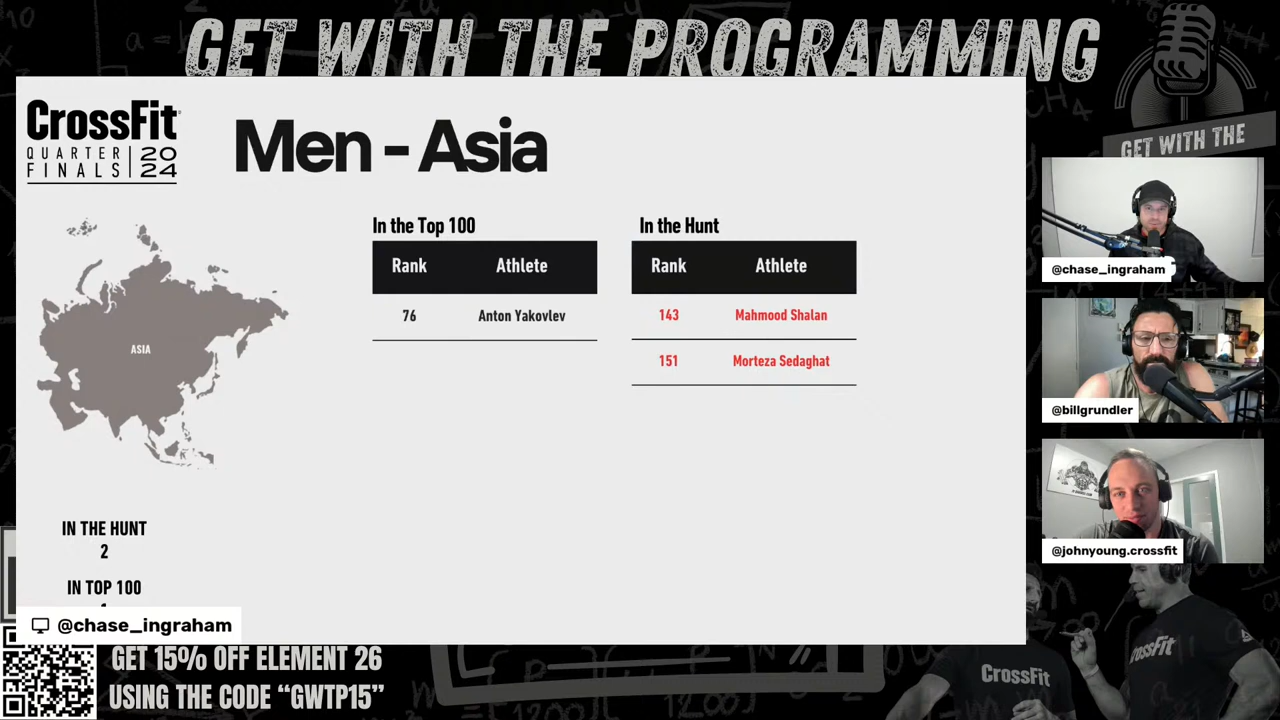 GET WITH THE PROGRAMMING
CrossFit
QUARTER FINALS 2024
Men - Asia
In the Top 100
Rank Athlete
76 Anton Yakovlev
In the Hunt
Rank Athlete
143 Mahmood Shalan
151 Morteza Sedaghat
ASIA
IN THE HUNT
2
IN TOP 100
@chase_ingraham
GET 15% OFF ELEMENT 26
USING THE CODE “GWTP15”
GET WITH THE
@chase_ingraham
@billgrundler
@johnyoung.crossfit
CrossFit
CrossFit